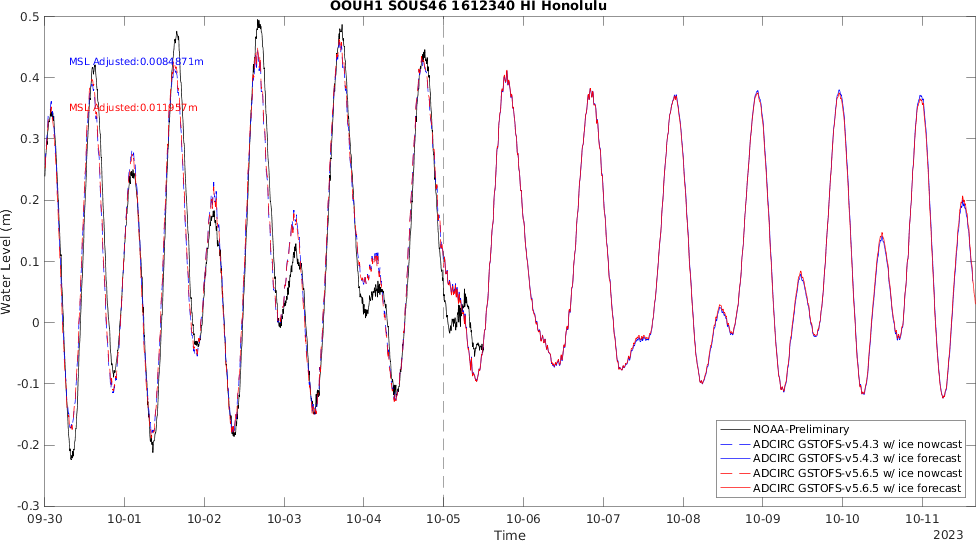 OOUH1 SOUS46 1612340 HI Honolulu
0.5
0.4
0.3
0.2
0.1
0
-0.1
-0.2
-0.3
Water Level (m)
MSL Adjusted:0.0084871m
MSL Adjusted:0.011957m
NOAA-Preliminary
ADCIRC GSTOFS-v5.4.3 w/ ice nowcast
ADCIRC GSTOFS-v5.4.3 w/ ice forecast
ADCIRC GSTOFS-v5.6.5 w/ ice nowcast
ADCIRC GSTOFS-v5.6.5 w/ ice forecast
09-30 10-01 10-02 10-03 10-04 10-05 10-06 10-07 10-08 10-09 10-10 10-11
Time
2023